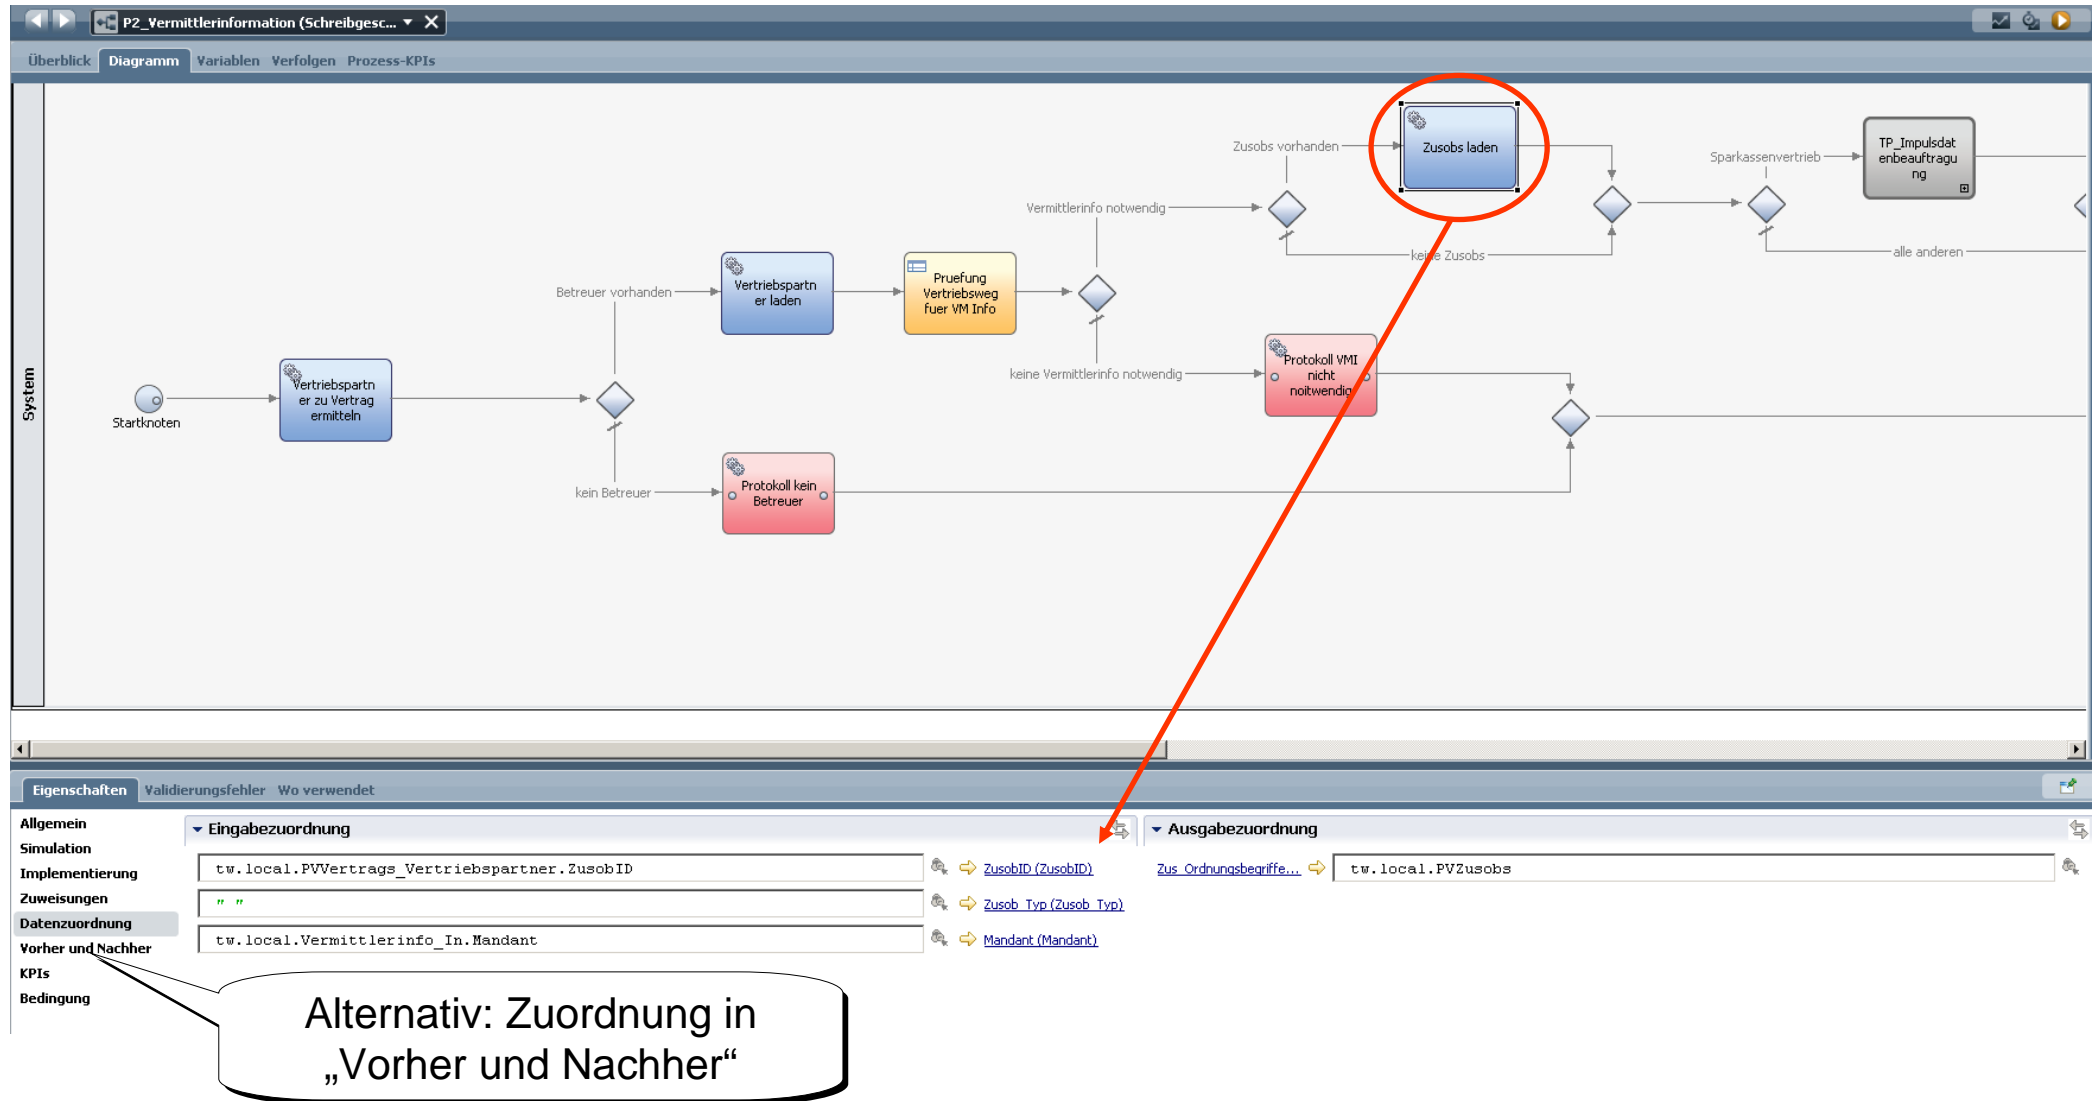 P2_Vermittlerinformation (Schreibgesc...
Überblick Diagramm Variablen Verfolgen Prozess-KPIs
System
Startknoten
Vertriebspartn
er zu Vertrag
ermitteln
Betreuer vorhanden
kein Betreuer
Vertriebspartn
er laden
Protokoll kein
Betreuer
Pruefung
Vertriebsweg
fuer VM Info
Vermittlerinfo notwendig
keine Vermittlerinfo notwendig
Zusobs vorhanden
keine Zusobs
Zusobs laden
Protokoll VMI
nicht
noitwendig
Sparkassenvertrieb
alle anderen
TP_Impulsdat
enbeauftragu
ng
Eigenschaften Validierungsfehler Wo verwendet
Allgemein
Simulation
Implementierung
Zuweisungen
Datenzuordnung
Vorher und Nachher
KPIs
Bedingung
Eingabezuordnung
tw.local.PVVertrags_Vertriebspartner.ZusobID
ZusobID (ZusobID)
" "
Zusob_Typ (Zusob_Typ)
tw.local.Vermittlerinfo_In.Mandant
Mandant (Mandant)
Ausgabezuordnung
Zus_Ordnungsbegriffe...
tw.local.PVZusobs
Alternativ: Zuordnung in
„Vorher und Nachher“